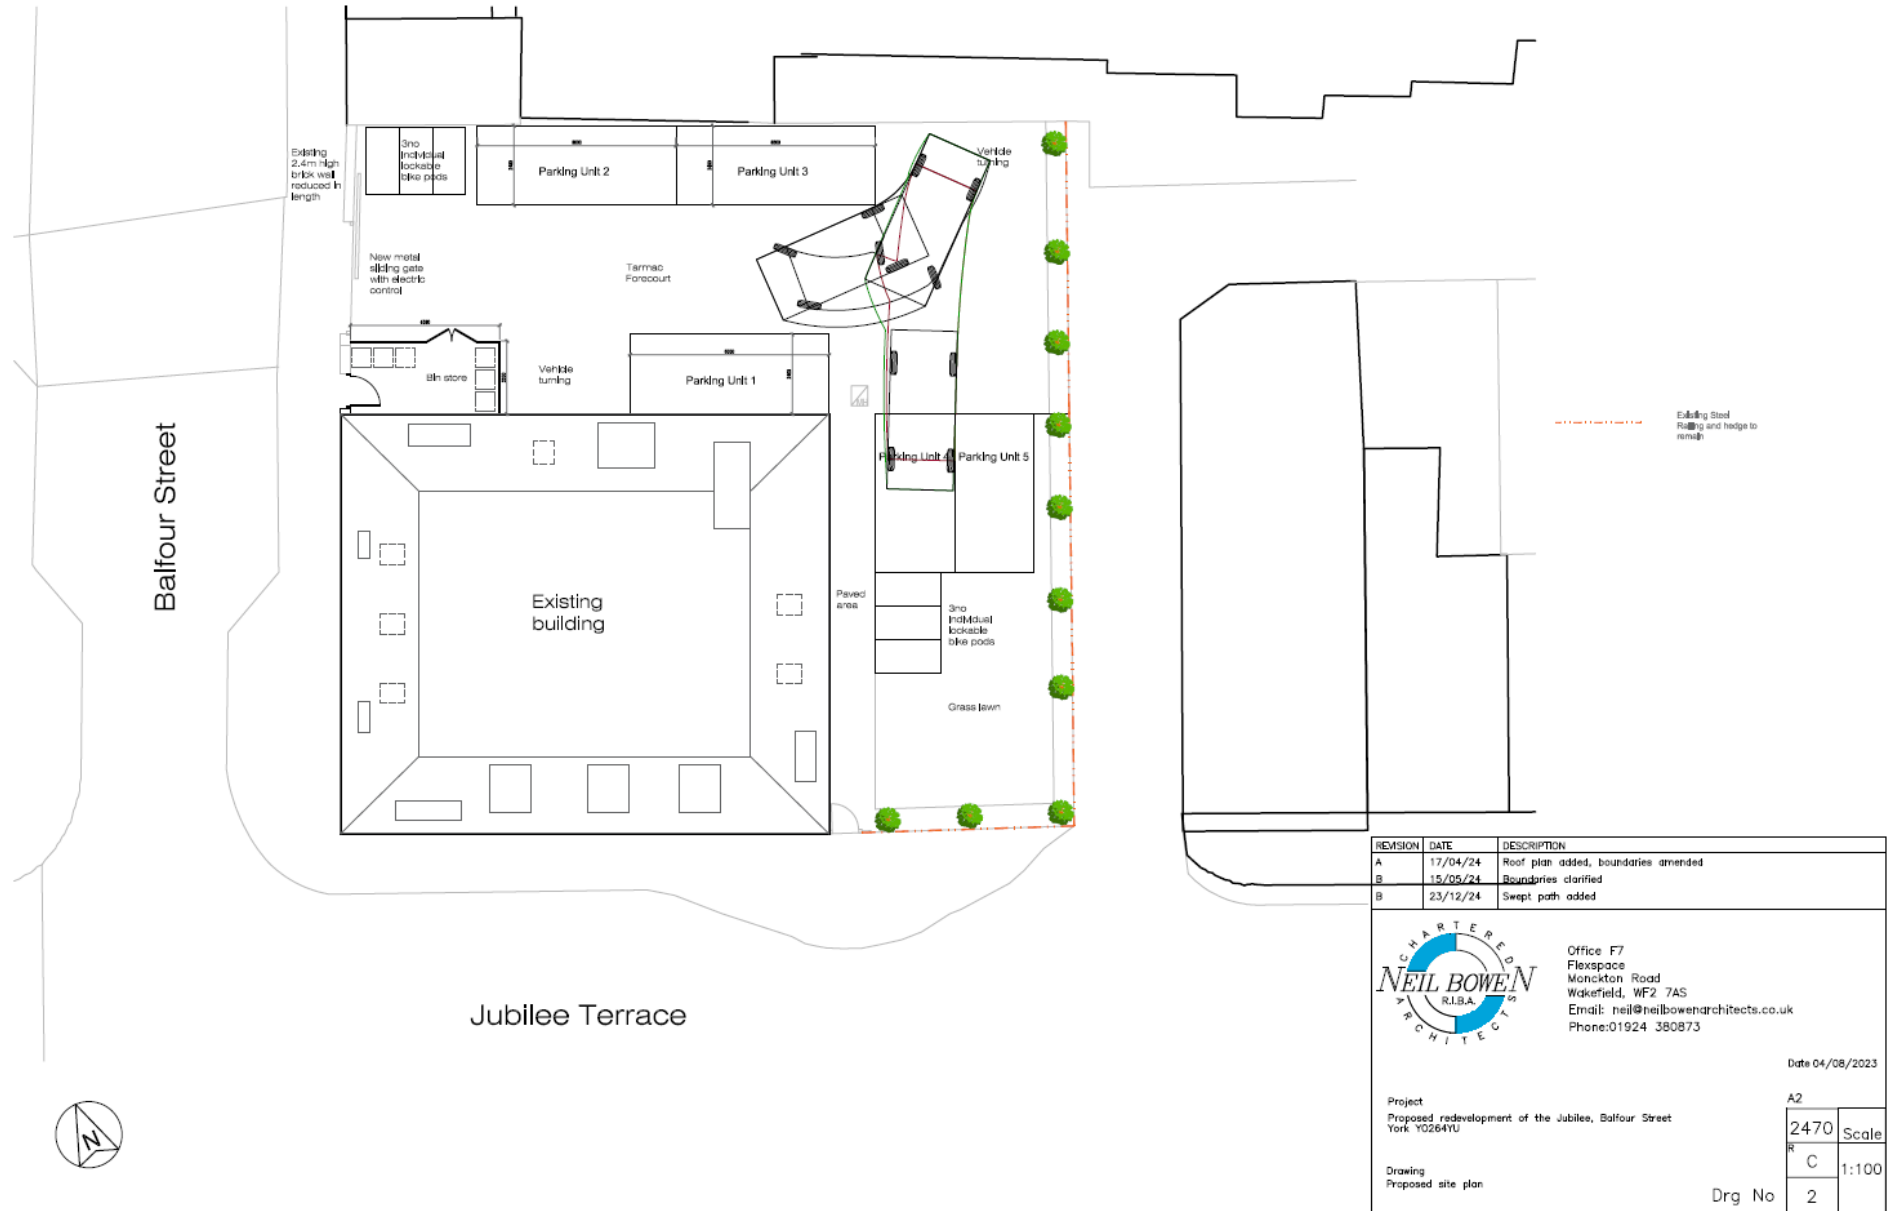 Existing
2.4m high
brick wall
reduced in
length
3no
individual
lockable
bike pods
Parking Unit 2
Parking Unit 3
Vehicle
turning
New metal
sliding gate
with electric
control
Tarmac
Forecourt
Bin store
Vehicle
turning
Parking Unit 1
MH
Parking Unit 4
Parking Unit 5
Existing Steel
Railing and hedge to
remain
Balfour Street
Existing
building
Paved
area
3no
individual
lockable
bike pods
Grass lawn
Jubilee Terrace
N
REVISION DATE DESCRIPTION
A 17/04/24 Roof plan added, boundaries amended
B 15/05/24 Boundaries clarified
B 23/12/24 Swept path added
CHARTERED
NEIL BOWEN
R.I.B.A.
ARCHITECTS
Office F7
Flexspace
Monckton Road
Wakefield, WF2 7AS
Email: neil@neilbowenarchitects.co.uk
Phone:01924 380873
Date 04/08/2023
Project
Proposed redevelopment of the Jubilee, Balfour Street
York YO264YU
Drawing
Proposed site plan
A2
2470 Scale
R
C
1:100
Drg No 2